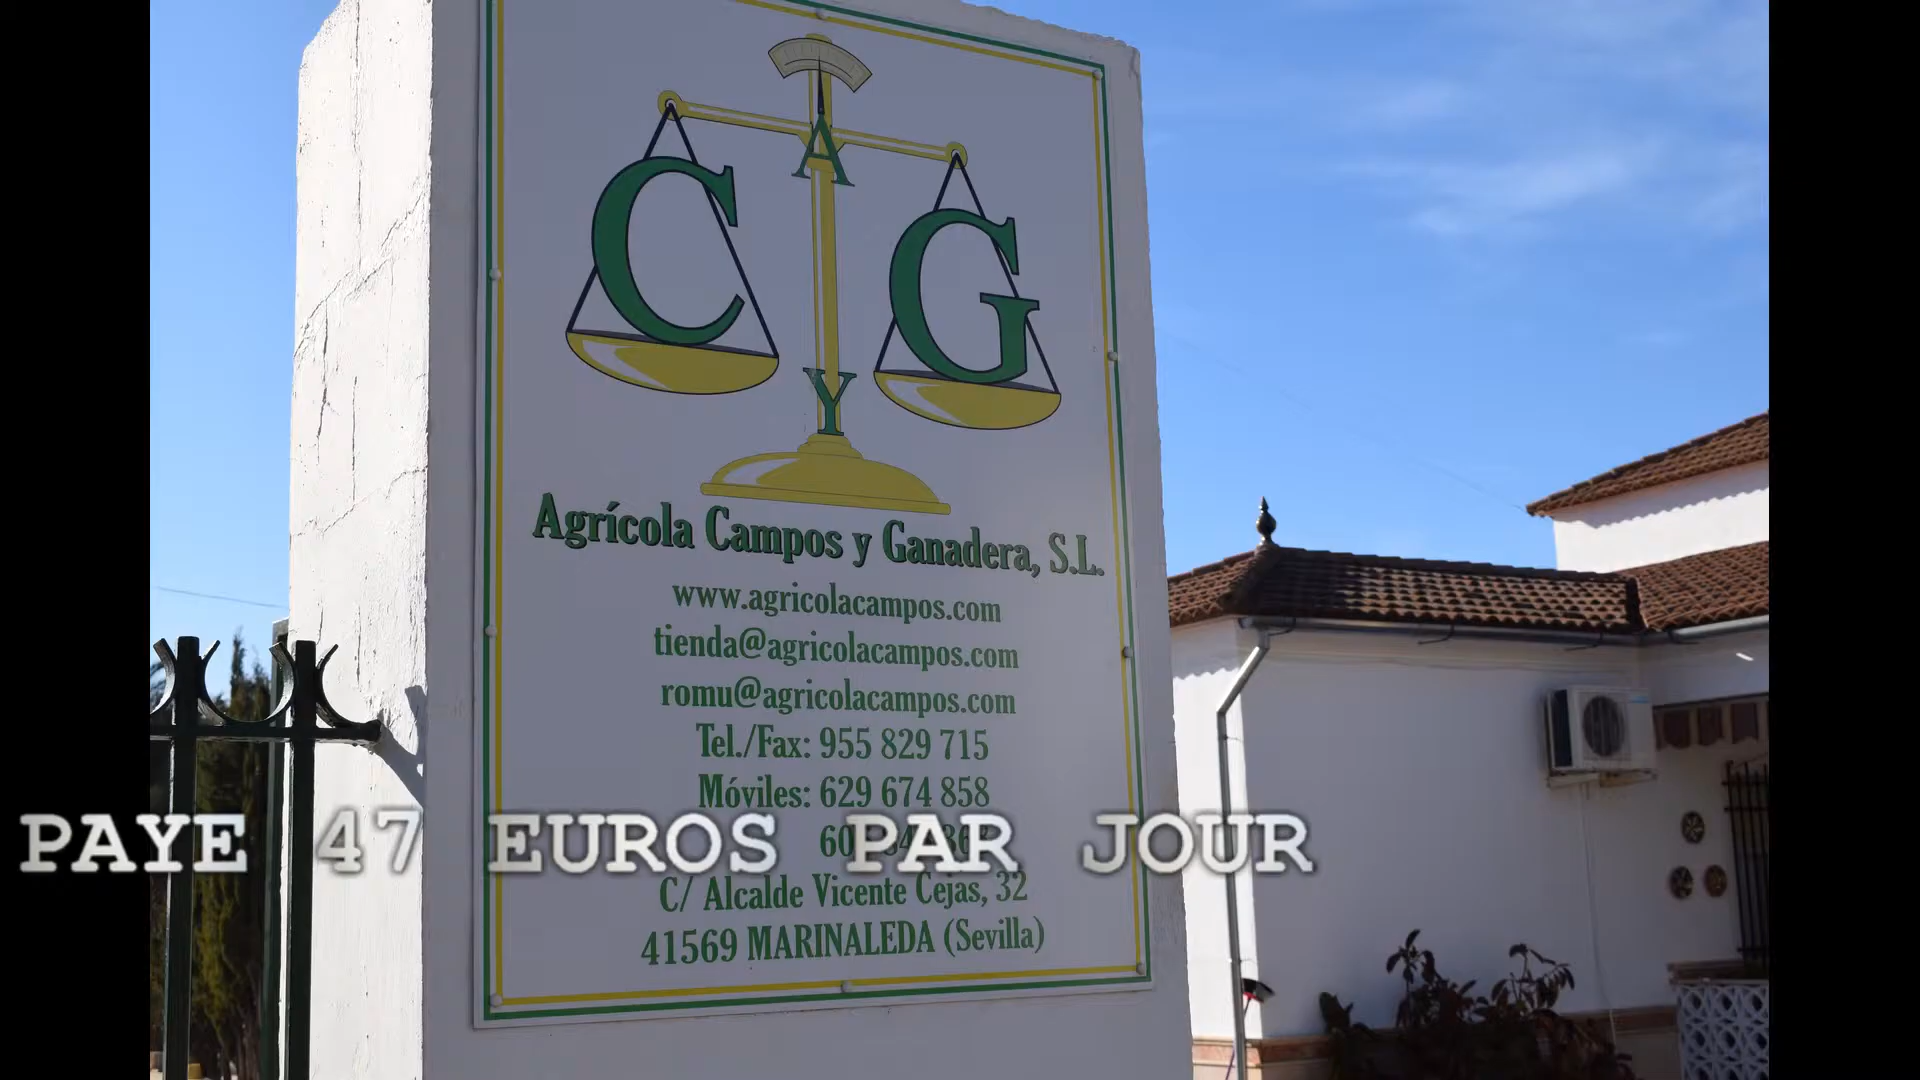 A
C G
Y
Agrícola Campos y Ganadera, S.L.
www.agricolacampos.com
tienda@agricolacampos.com
romu@agricolacampos.com
Tel./Fax: 955 829 715
Móviles: 629 674 858
PAYE 47 EUROS PAR JOUR
C/ Alcalde Vicente Cejas, 32
41569 MARINALEDA (Sevilla)